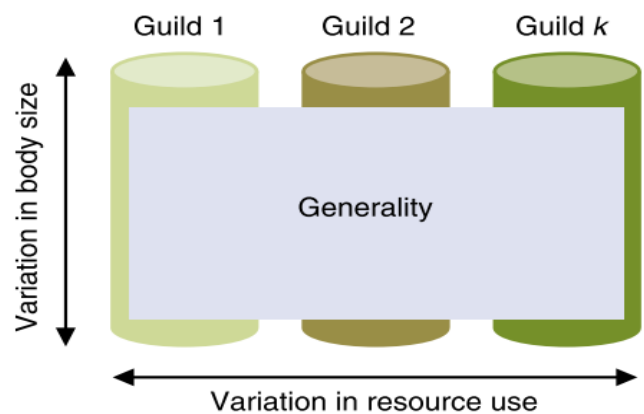 Guild 1
Guild 2
Guild k
Variation in body size
Generality
Variation in resource use